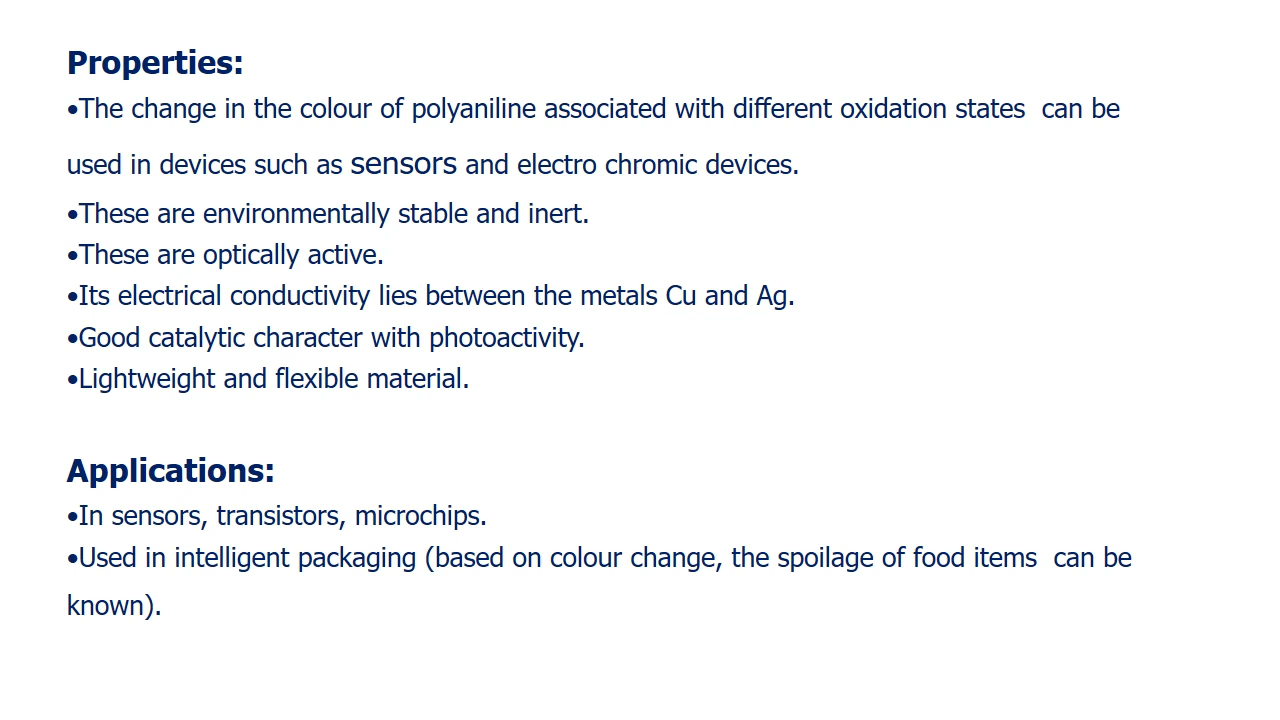 Properties:
•The change in the colour of polyaniline associated with different oxidation states  can be
used in devices such as sensors and electro chromic devices.
•These are environmentally stable and inert.
•These are optically active.
•Its electrical conductivity lies between the metals Cu and Ag.
•Good catalytic character with photoactivity.
•Lightweight and flexible material.
Applications:
•In sensors, transistors, microchips.
•Used in intelligent packaging (based on colour change, the spoilage of food items  can be
known).